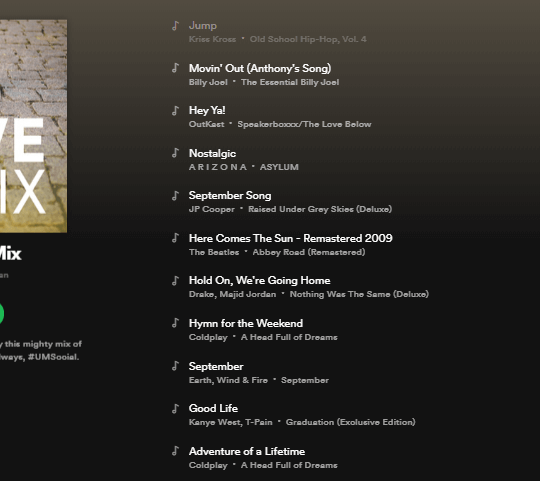 Jump
Kriss Kross • Old School Hip-Hop, Vol. 4
Movin' Out (Anthony's Song)
Billy Joel • The Essential Billy Joel
Hey Ya!
OutKast • Speakerboxxx/The Love Below
Nostalgic
A R I Z O N A • ASYLUM
September Song
JP Cooper • Raised Under Grey Skies (Deluxe)
Here Comes The Sun - Remastered 2009
The Beatles • Abbey Road (Remastered)
Hold On, We're Going Home
Drake, Majid Jordan • Nothing Was The Same (Deluxe)
Hymn for the Weekend
Coldplay • A Head Full of Dreams
September
Earth, Wind & Fire • September
Good Life
Kanye West, T-Pain • Graduation (Exclusive Edition)
Adventure of a Lifetime
Coldplay • A Head Full of Dreams
VE
IX
Mix
an
y this mighty mix of
lways, #UMSocial.